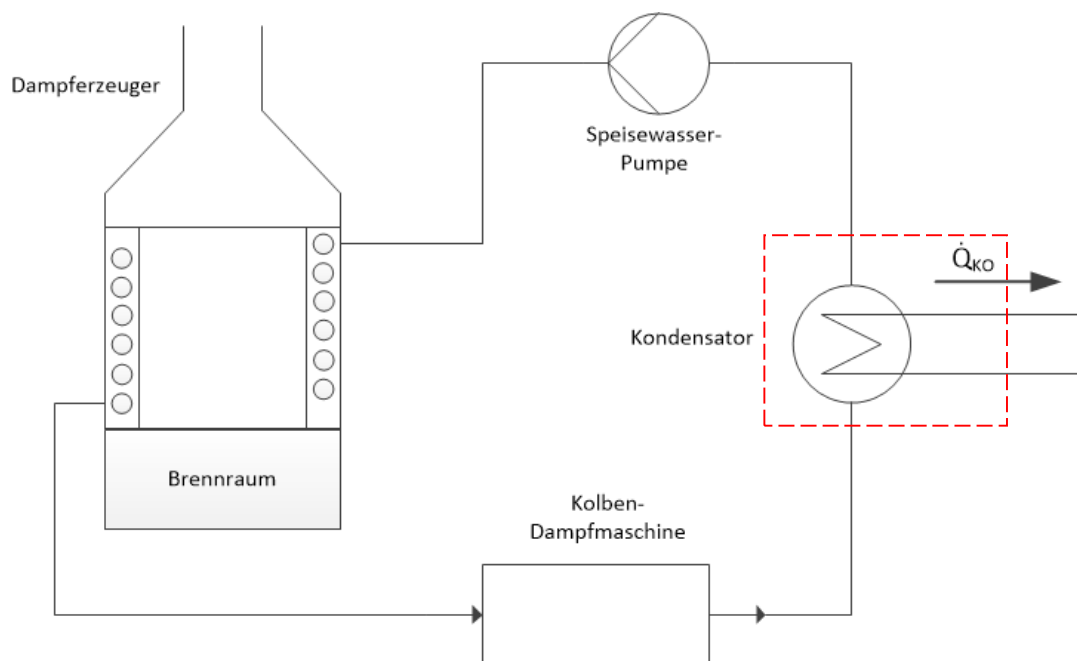 Dampferzeuger
Speisewasser-
Pumpe
Q̇KO
Kondensator
Brennraum
Kolben-
Dampfmaschine